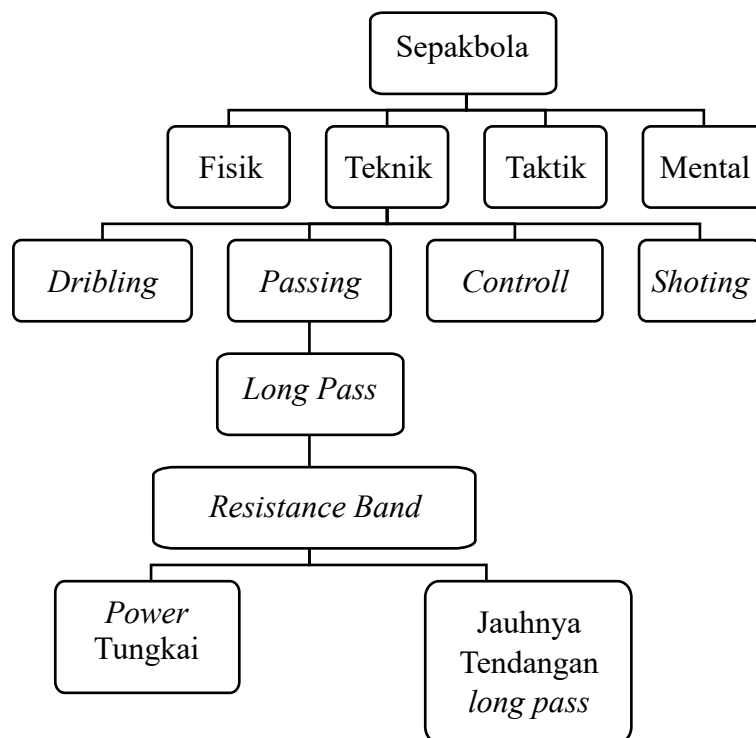 Sepakbola
Fisik
Teknik
Taktik
Mental
Dribling
Passing
Controll
Shoting
Long Pass
Resistance Band
Power
Tungkai
Jauhnya
Tendangan
long pass